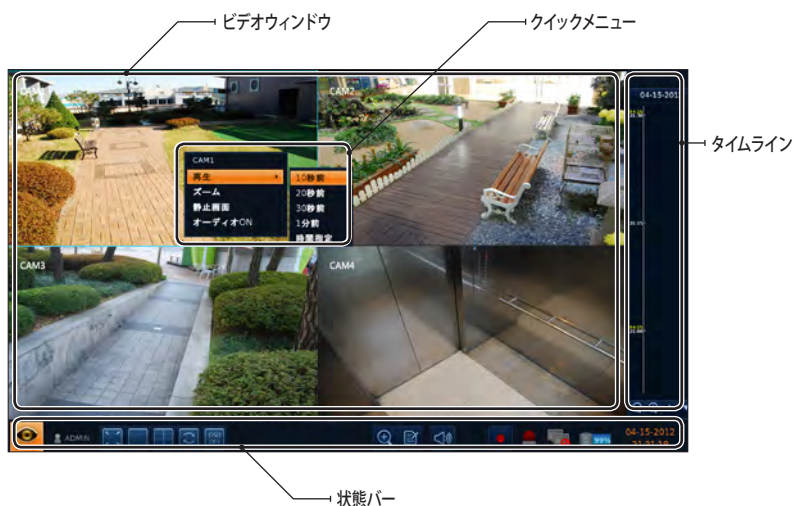 ビデオウィンドウ
クイックメニュー
タイムライン
状態バー
CAM2
CAM1
再生
ズーム
静止画面
オーディオON
10秒前
20秒前
30秒前
1分前
時間指定
CAM3
CAM4
04-15-201
ADMIN
99%
04-15-2012